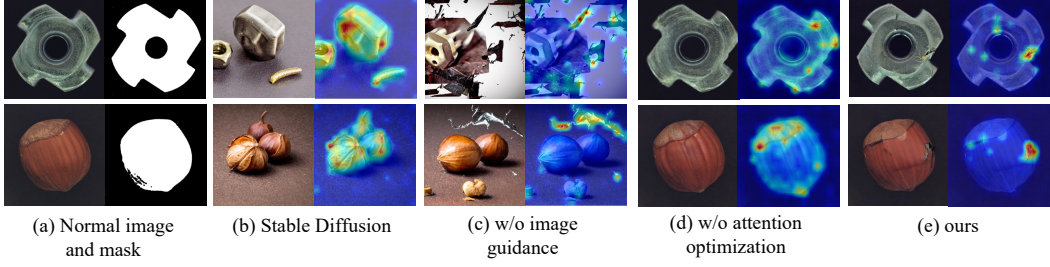 (a) Normal image
and mask
(b) Stable Diffusion
(c) w/o image
guidance
(d) w/o attention
optimization
(e) ours